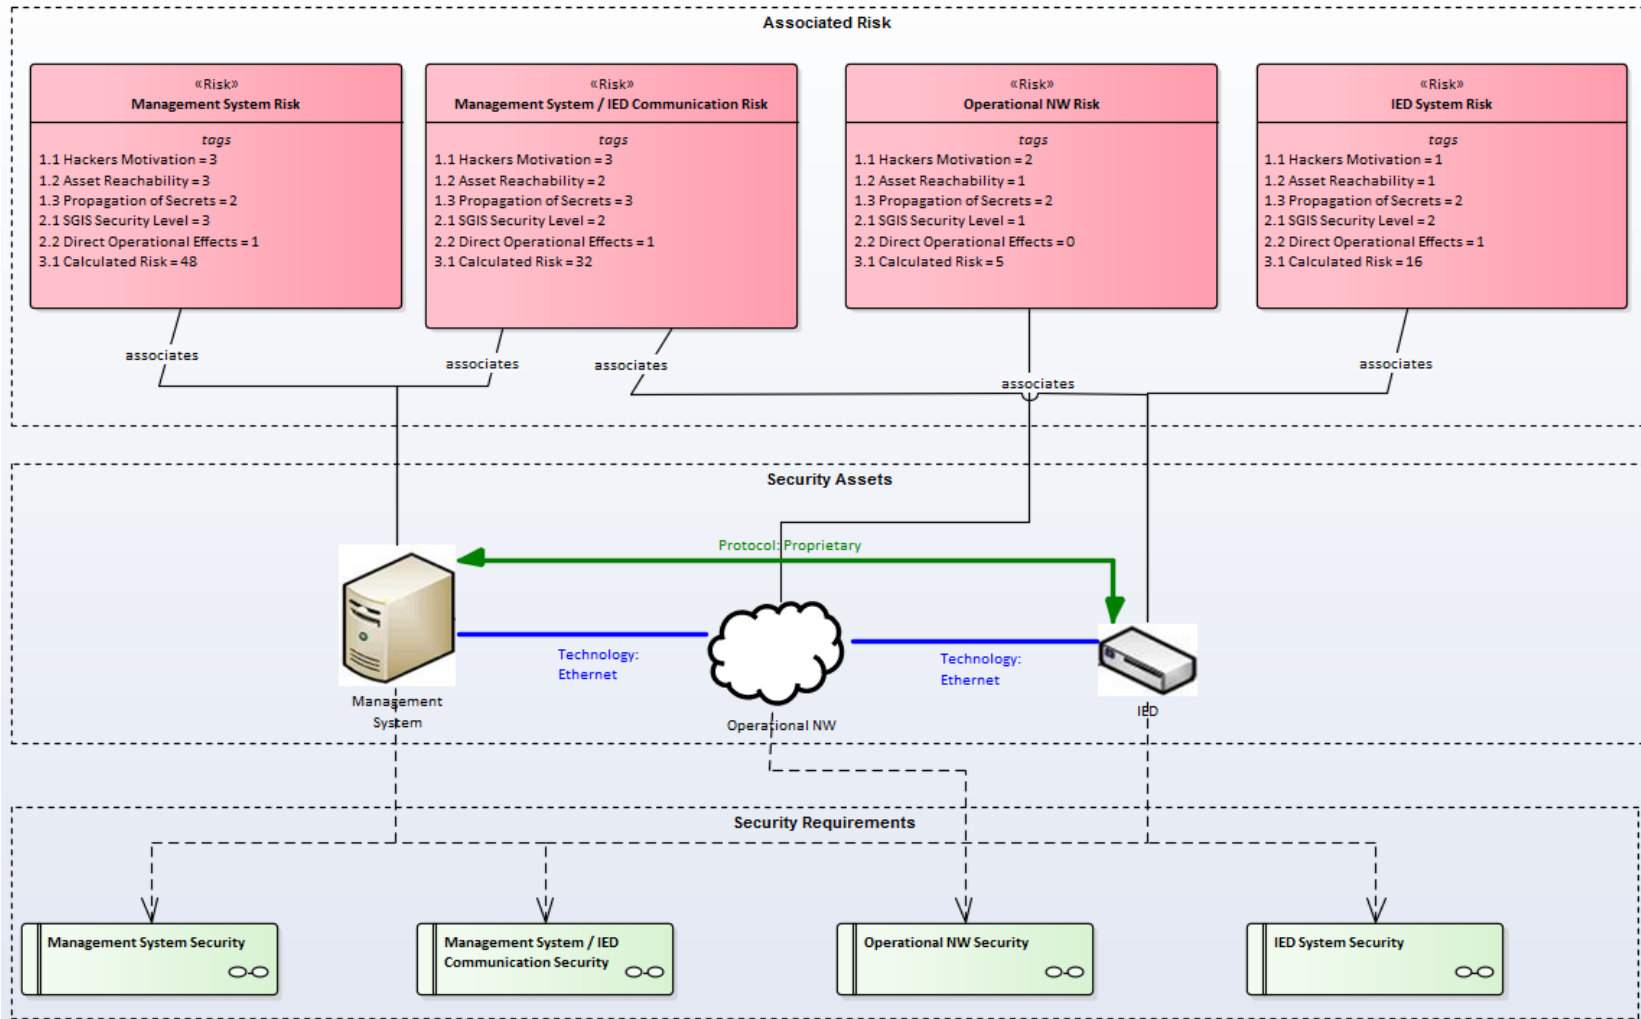 Associated Risk
«Risk»
Management System Risk
tags
1.1 Hackers Motivation = 3
1.2 Asset Reachability = 3
1.3 Propagation of Secrets = 2
2.1 SGIS Security Level = 3
2.2 Direct Operational Effects = 1
3.1 Calculated Risk = 48
«Risk»
Management System / IED Communication Risk
tags
1.1 Hackers Motivation = 3
1.2 Asset Reachability = 2
1.3 Propagation of Secrets = 3
2.1 SGIS Security Level = 2
2.2 Direct Operational Effects = 1
3.1 Calculated Risk = 32
«Risk»
Operational NW Risk
tags
1.1 Hackers Motivation = 2
1.2 Asset Reachability = 1
1.3 Propagation of Secrets = 2
2.1 SGIS Security Level = 1
2.2 Direct Operational Effects = 0
3.1 Calculated Risk = 5
«Risk»
IED System Risk
tags
1.1 Hackers Motivation = 1
1.2 Asset Reachability = 1
1.3 Propagation of Secrets = 2
2.1 SGIS Security Level = 2
2.2 Direct Operational Effects = 1
3.1 Calculated Risk = 16
associates
associates
associates
associates
associates
Security Assets
Protocol: Proprietary
Technology:
Ethernet
Technology:
Ethernet
Management
System
Operational NW
IED
Security Requirements
Management System Security
Management System / IED
Communication Security
Operational NW Security
IED System Security